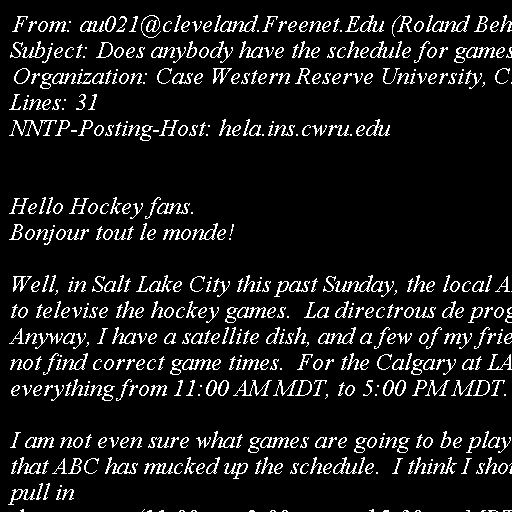 From: au021@cleveland.Freenet.Edu (Roland Beh
Subject: Does anybody have the schedule for games
Organization: Case Western Reserve University, C
Lines: 31
NNTP-Posting-Host: hela.ins.cwru.edu
Hello Hockey fans.
Bonjour tout le monde!
Well, in Salt Lake City this past Sunday, the local A
to televise the hockey games.  La directrous de prog
Anyway, I have a satellite dish, and a few of my frie
not find correct game times.  For the Calgary at LA
everything from 11:00 AM MDT, to 5:00 PM MDT.
I am not even sure what games are going to be play
that ABC has mucked up the schedule.  I think I sho
pull in